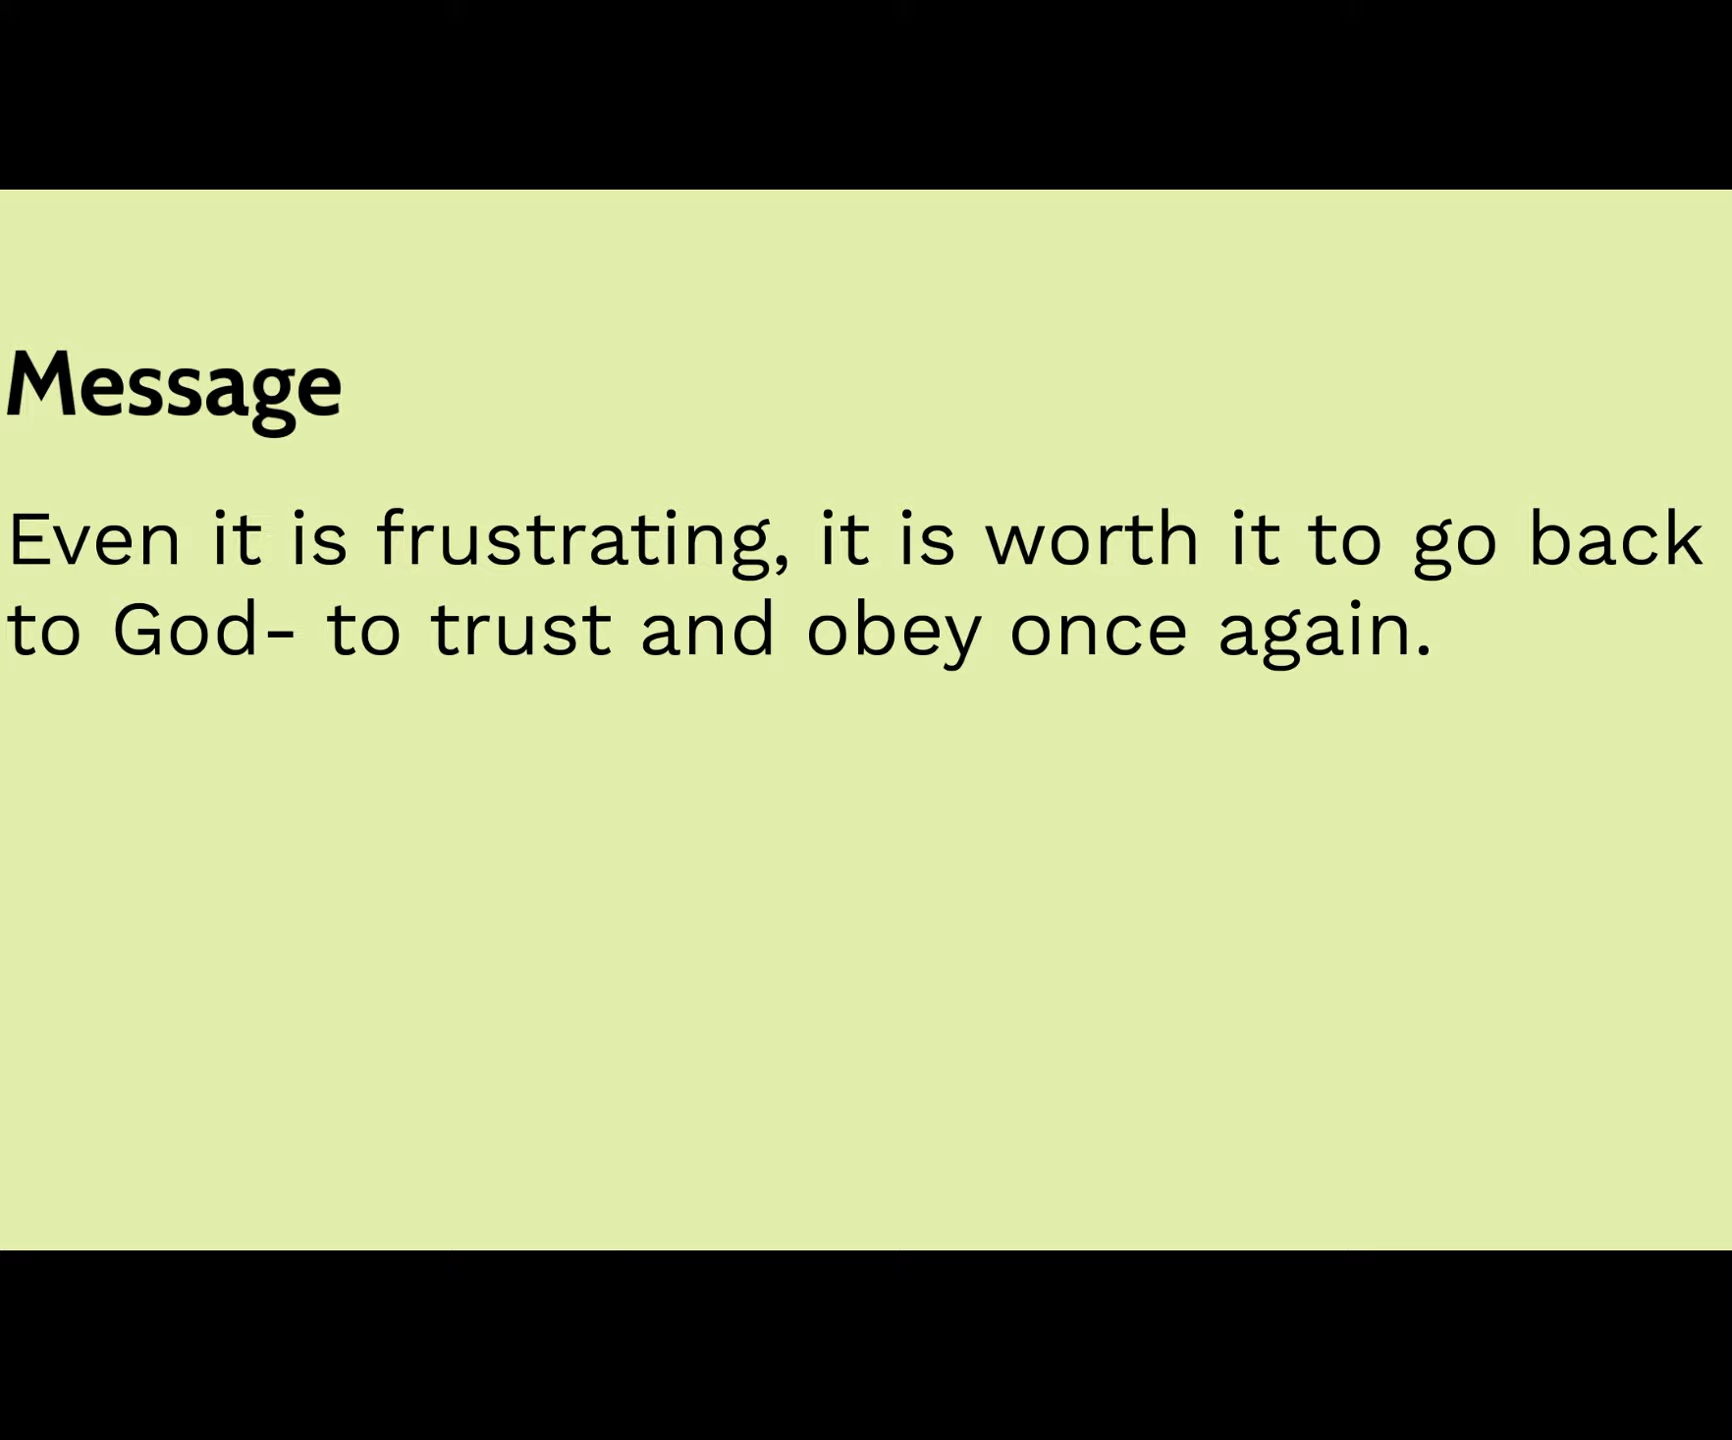 Message
Even it is frustrating, it is worth it to go back
to God- to trust and obey once again.